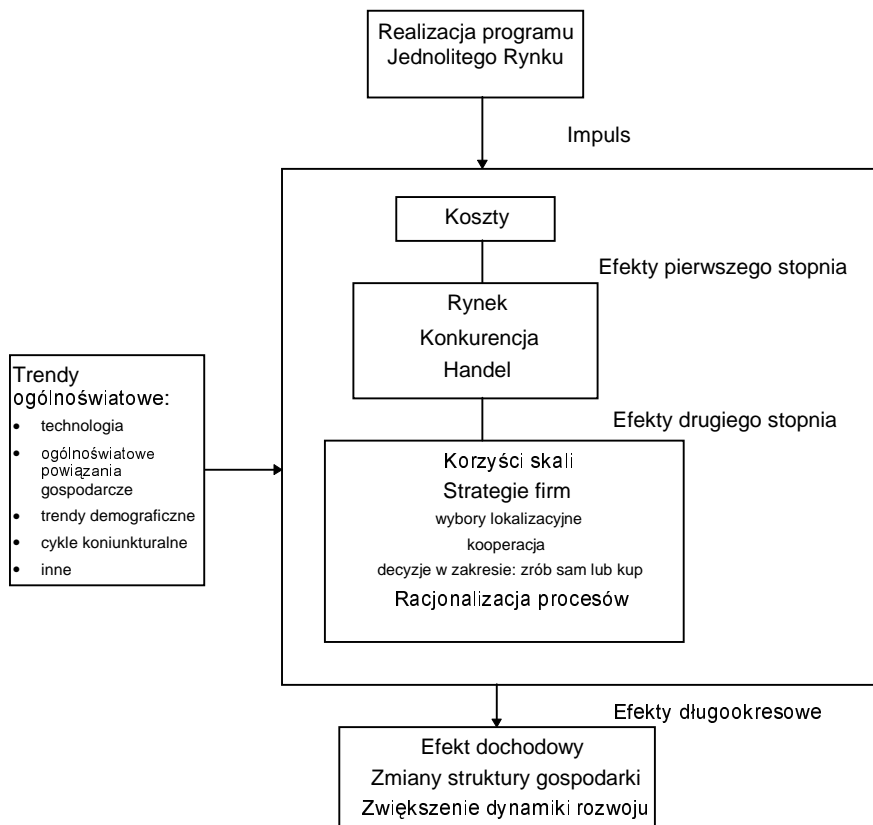 Realizacja programu
Jednolitego Rynku
Impuls
Koszty
Efekty pierwszego stopnia
Rynek
Konkurencja
Handel
Efekty drugiego stopnia
Trendy
ogólnoświatowe:
• technologia
• ogólnoświatowe
powiązania
gospodarcze
• trendy demograficzne
• cykle koniunkturalne
• inne
Korzyści skali
Strategie firm
wybory lokalizacyjne
kooperacja
decyzje w zakresie: zrób sam lub kup
Racjonalizacja procesów
Efekty długookresowe
Efekt dochodowy
Zmiany struktury gospodarki
Zwiększenie dynamiki rozwoju